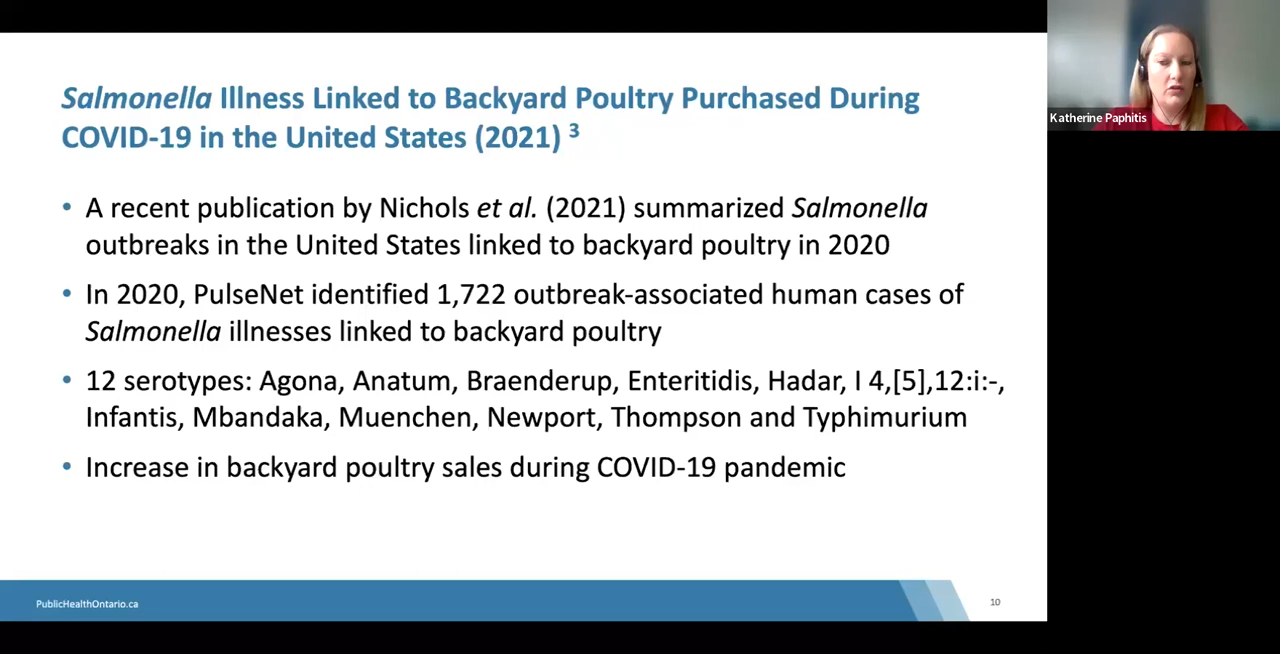 Salmonella Illness Linked to Backyard Poultry Purchased During
COVID-19 in the United States (2021) 3
• A recent publication by Nichols et al. (2021) summarized Salmonella
outbreaks in the United States linked to backyard poultry in 2020
• In 2020, PulseNet identified 1,722 outbreak-associated human cases of
Salmonella illnesses linked to backyard poultry
• 12 serotypes: Agona, Anatum, Braenderup, Enteritidis, Hadar, I 4,[5],12:i:-,
Infantis, Mbandaka, Muenchen, Newport, Thompson and Typhimurium
• Increase in backyard poultry sales during COVID-19 pandemic
PublicHealthOntario.ca
10
Katherine Paphitis